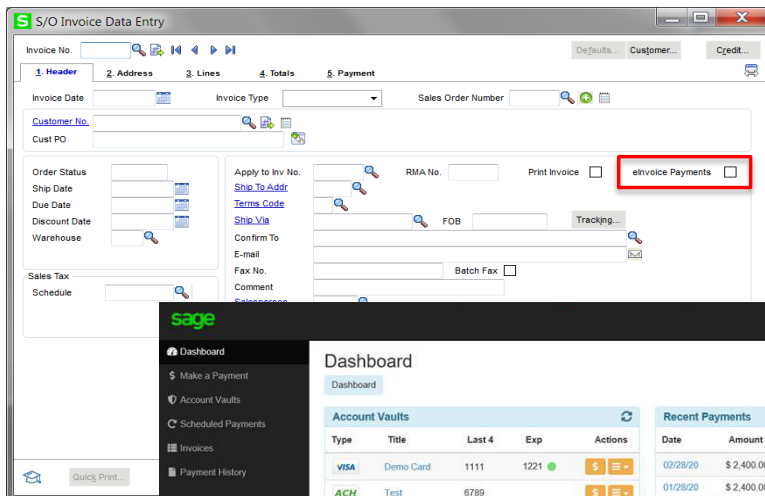 S S/O Invoice Data Entry
Invoice No. Defaults... Customer... Credit...
1. Header 2. Address 3. Lines 4. Totals 5. Payment
Invoice Date Invoice Type Sales Order Number
Customer No.
Cust PO
Order Status Apply to Inv No. RMA No. Print Invoice eInvoice Payments
Ship Date Ship To Addr
Due Date Terms Code
Discount Date Ship Via FOB Tracking...
Warehouse Confirm To
E-mail
Sales Tax Fax No. Batch Fax
Schedule Comment
Salesperson
sage
Dashboard
Make a Payment
Account Vaults
Scheduled Payments
Invoices
Payment History
Quick Print...
Dashboard
Dashboard
Account Vaults
Type Title Last 4 Exp Actions
VISA Demo Card 1111 1221 $
ACH Test 6789 $
Recent Payments
Date Amount
02/28/20 $ 2,400.00
01/28/20 $ 2,400.00